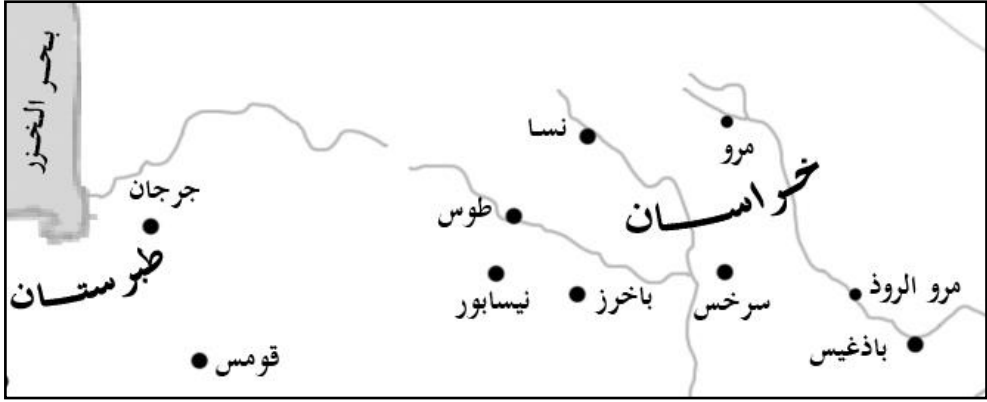 بحر الخزر
نسا
مرو
خراسان
جرجان
طوس
طبرستان
نيسابور
باخرز
سرخس
مرو الروذ
باذغيس
قومس